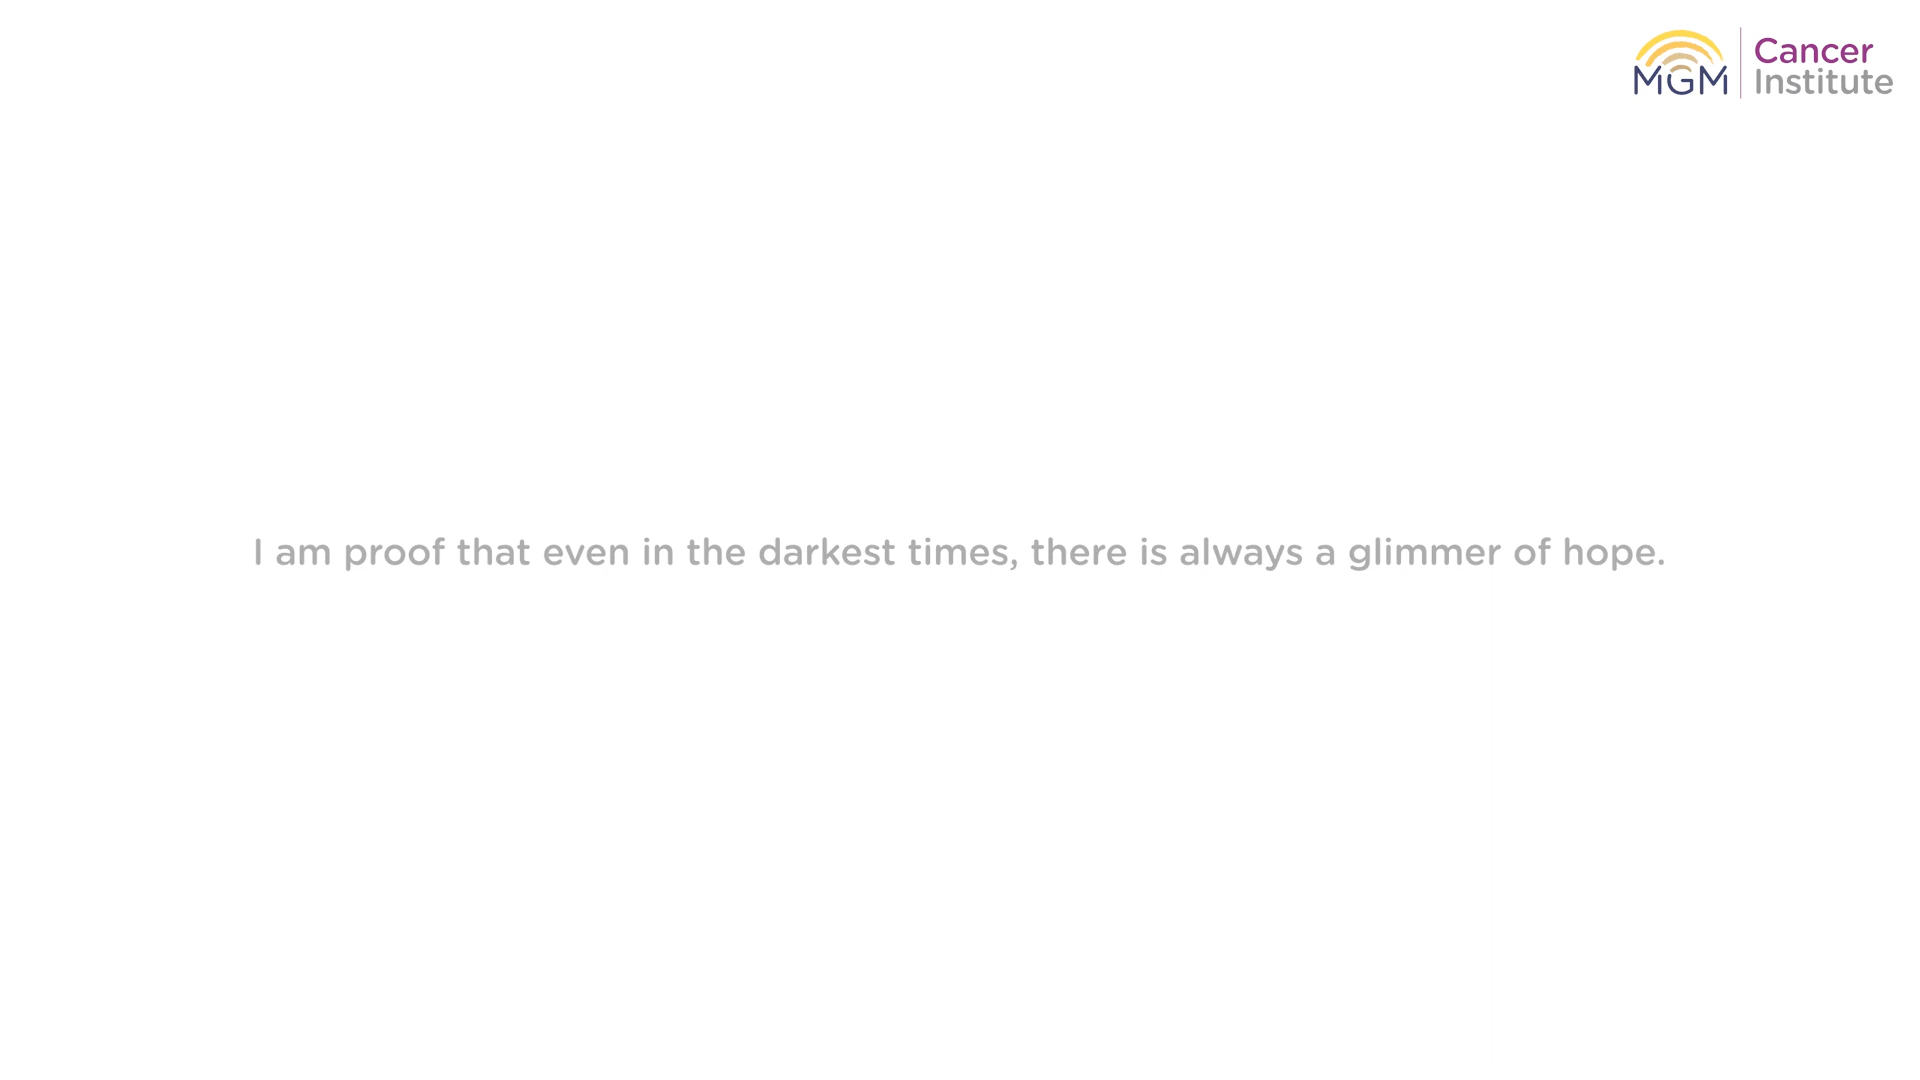 MGM
Cancer
Institute
I am proof that even in the darkest times, there is always a glimmer of hope.